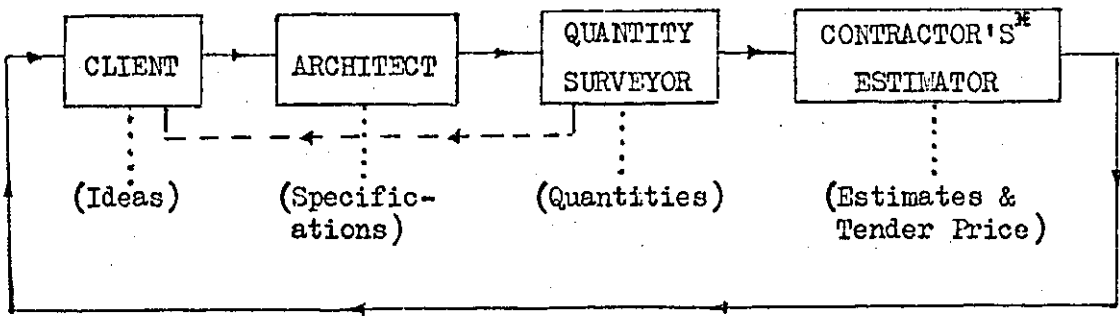 CLIENT
ARCHITECT
QUANTITY
SURVEYOR
CONTRACTOR'S*
ESTIMATOR
(Ideas)
(Specific-
ations)
(Quantities)
(Estimates &
Tender Price)